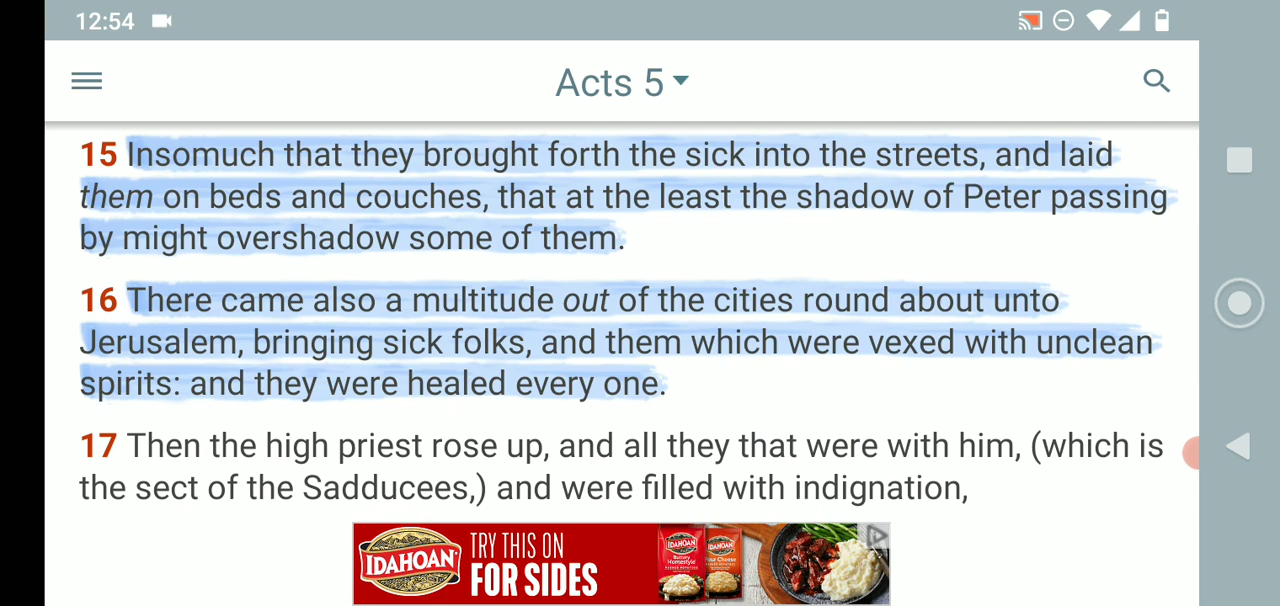 12:54
Acts 5
15 Insomuch that they brought forth the sick into the streets, and laid
them on beds and couches, that at the least the shadow of Peter passing
by might overshadow some of them.
16 There came also a multitude out of the cities round about unto
Jerusalem, bringing sick folks, and them which were vexed with unclean
spirits: and they were healed every one.
17 Then the high priest rose up, and all they that were with him, (which is
the sect of the Sadducees,) and were filled with indignation,
IDAHOAN
TRY THIS ON
FOR SIDES
IDAHOAN
Buttery
Homestyle
IDAHOAN